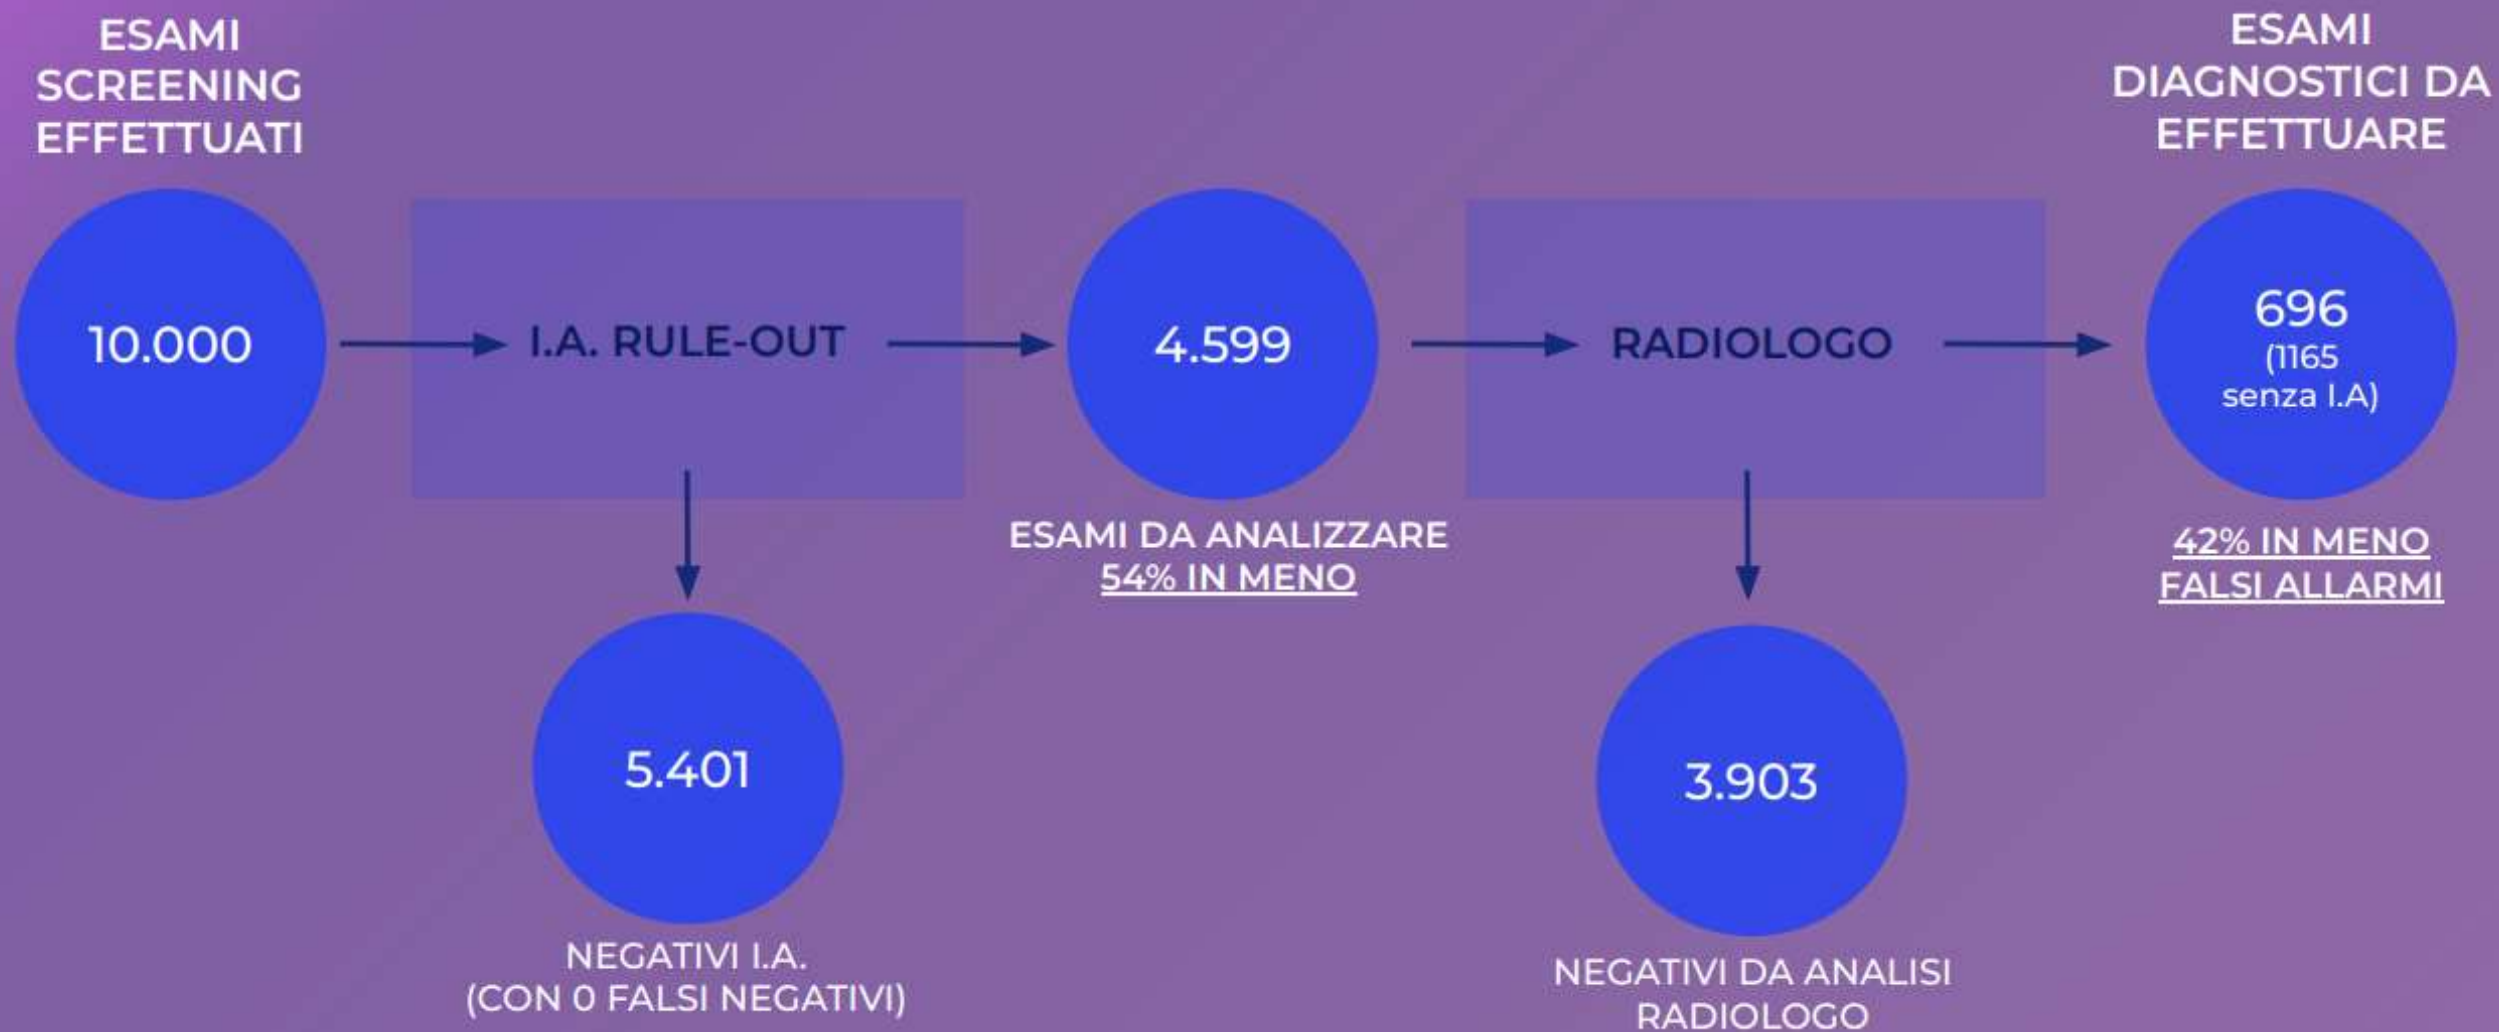 ESAMI
SCREENING
EFFETTUATI
10.000
I.A. RULE-OUT
5.401
NEGATIVI I.A.
(CON 0 FALSI NEGATIVI)
4.599
ESAMI DA ANALIZZARE
54% IN MENO
RADIOLOGO
3.903
NEGATIVI DA ANALISI
RADIOLOGO
ESAMI
DIAGNOSTICI DA
EFFETTUARE
696
(1165
senza I.A)
42% IN MENO
FALSI ALLARMI